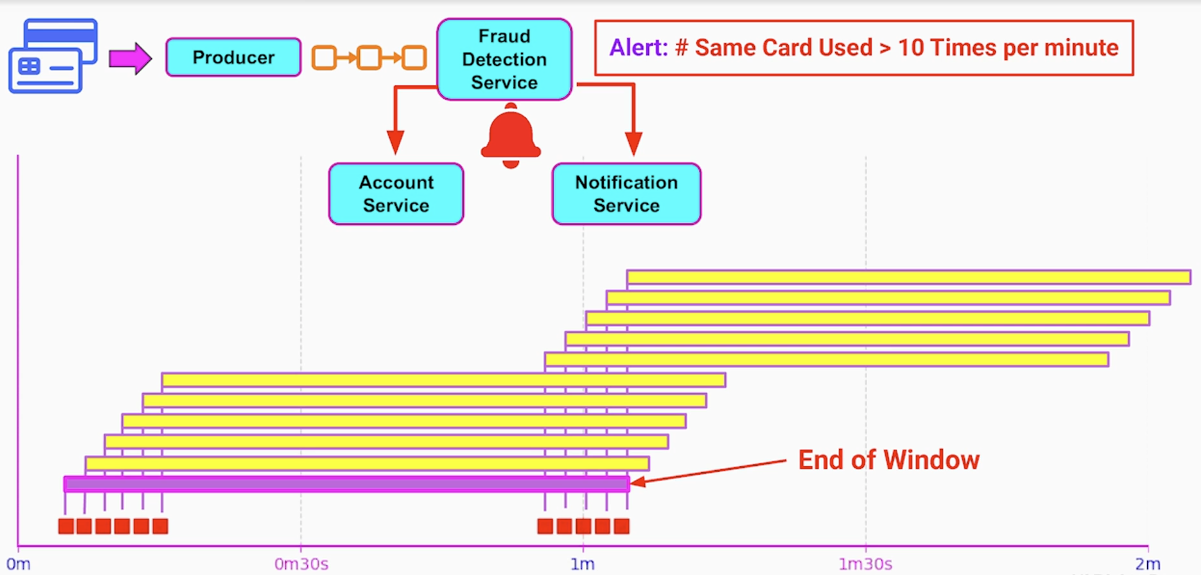 Producer
Fraud
Detection
Service
Alert: # Same Card Used > 10 Times per minute
Account
Service
Notification
Service
End of Window
0m
0m30s
1m
1m30s
2m